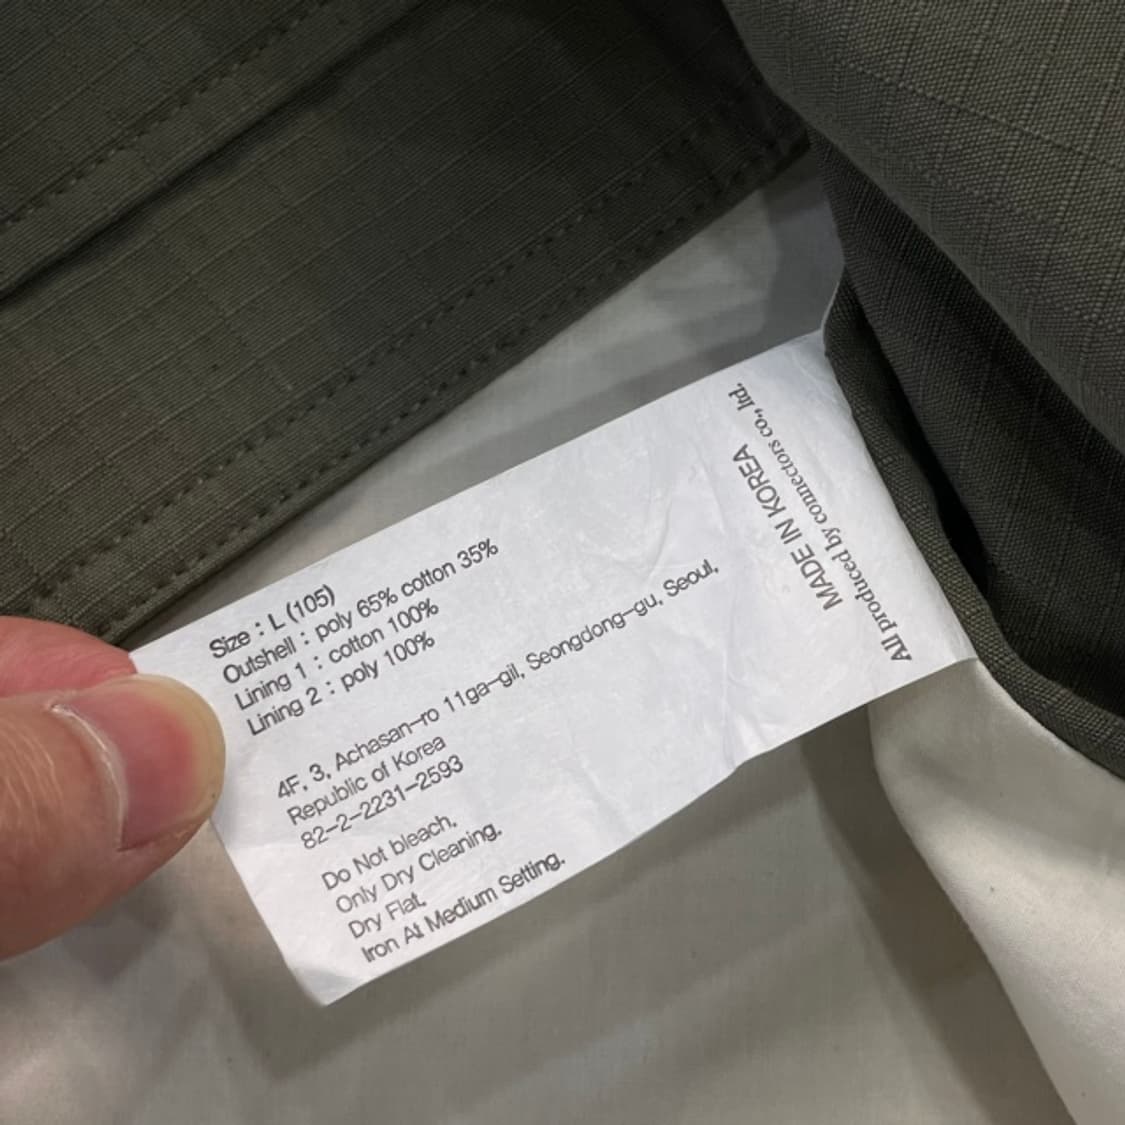 Size : L (105)
Outshell : poly 65% cotton 35%
Lining 1 : cotton 100%
Lining 2 : poly 100%
4F, 3, Achasan-ro 11ga-gil, Seongdong-gu, Seoul,
Republic of Korea
82-2-2231-2593
Do Not bleach.
Only Dry Cleaning.
Dry Flat.
Iron At Medium Setting.
MADE IN KOREA
All produced by connectors co., ltd.